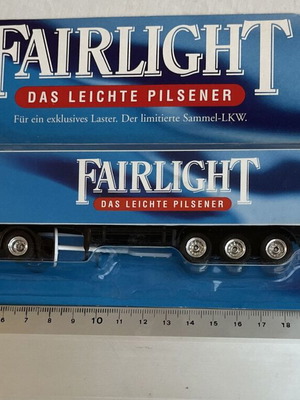 FAIRLIGHT
DAS LEICHTE PILSENER
Für ein exklusives Laster. Der limitierte Sammel-LKW.
FAIRLIGHT
DAS LEICHTE PILSENER
6 7 8 9 10 11 12 13 14 15 16 17 18